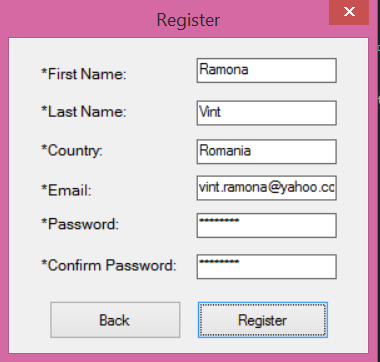 Register
*First Name: Ramona
*Last Name: Vint
*Country: Romania
*Email: vint.ramona@yahoo.cc
*Password: ********
*Confirm Password: ********
Back Register